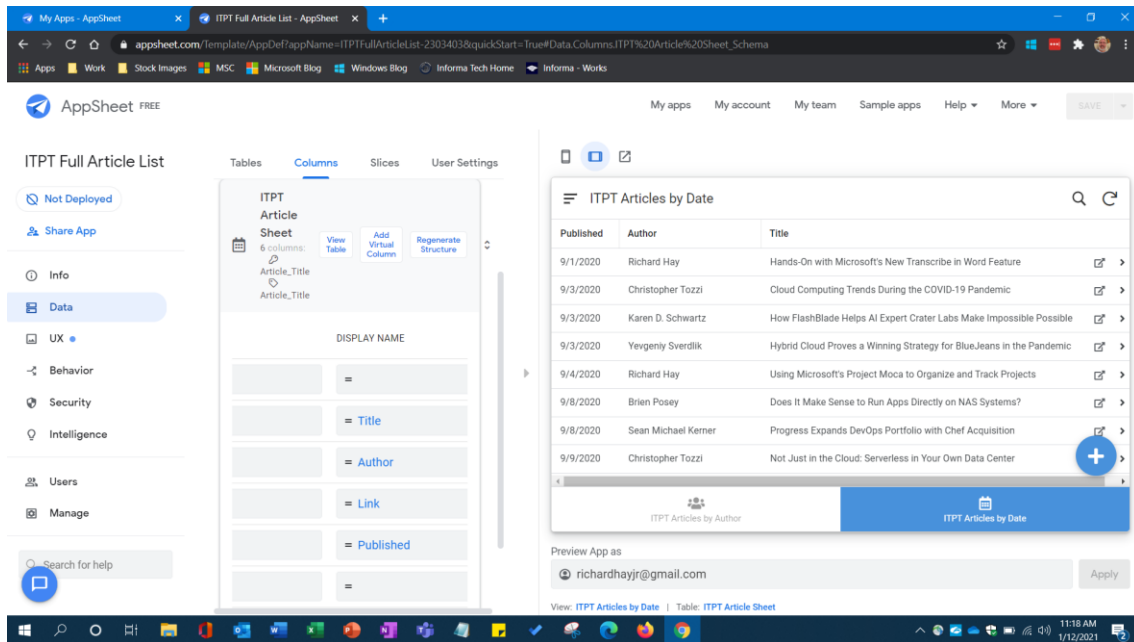 My Apps - AppSheet
ITPT Full Article List - AppSheet
appsheet.com/Template/AppDef?appName=ITPTFullArticleList-2303403&quickStart=True#Data.Columns.ITPT%20Article%20Sheet_Schema
Apps Work Stock Images MSC Microsoft Blog Windows Blog Informa Tech Home Informa - Works
AppSheet FREE
My apps My account My team Sample apps Help More SAVE
ITPT Full Article List
Not Deployed
Share App
Info
Data
UX
Behavior
Security
Intelligence
Users
Manage
Search for help
Tables Columns Slices User Settings
ITPT
Article
Sheet
6 columns:
Article_Title
Article_Title
View
Table
Add
Virtual
Column
Regenerate
Structure
DISPLAY NAME
=
= Title
= Author
= Link
= Published
=
ITPT Articles by Date
Published Author Title
9/1/2020 Richard Hay Hands-On with Microsoft's New Transcribe in Word Feature
9/3/2020 Christopher Tozzi Cloud Computing Trends During the COVID-19 Pandemic
9/3/2020 Karen D. Schwartz How FlashBlade Helps AI Expert Crater Labs Make Impossible Possible
9/3/2020 Yevgeniy Sverdlik Hybrid Cloud Proves a Winning Strategy for BlueJeans in the Pandemic
9/4/2020 Richard Hay Using Microsoft's Project Moca to Organize and Track Projects
9/8/2020 Brien Posey Does It Make Sense to Run Apps Directly on NAS Systems?
9/8/2020 Sean Michael Kerner Progress Expands DevOps Portfolio with Chef Acquisition
9/9/2020 Christopher Tozzi Not Just in the Cloud: Serverless in Your Own Data Center
ITPT Articles by Author
ITPT Articles by Date
Preview App as
richardhayjr@gmail.com
Apply
View: ITPT Articles by Date | Table: ITPT Article Sheet
11:18 AM
1/12/2021